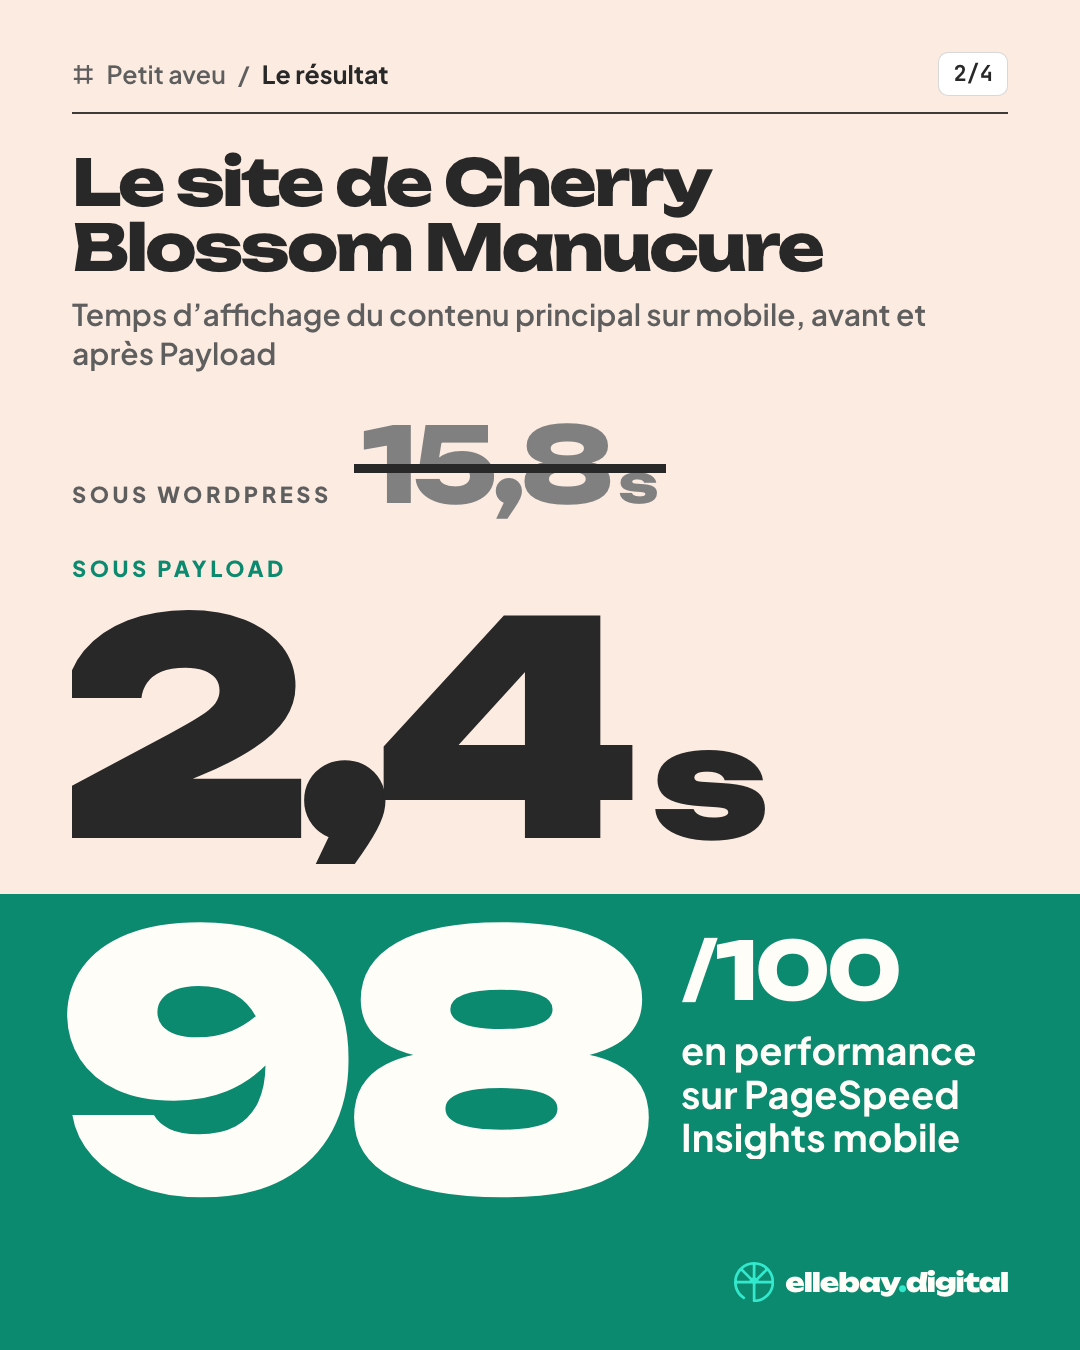 Petit aveu / Le résultat
2/4
Le site de Cherry
Blossom Manucure
Temps d’affichage du contenu principal sur mobile, avant et
après Payload
SOUS WORDPRESS 15,8 s
SOUS PAYLOAD
2,4 s
98 /100
en performance
sur PageSpeed
Insights mobile
ellebay.digital